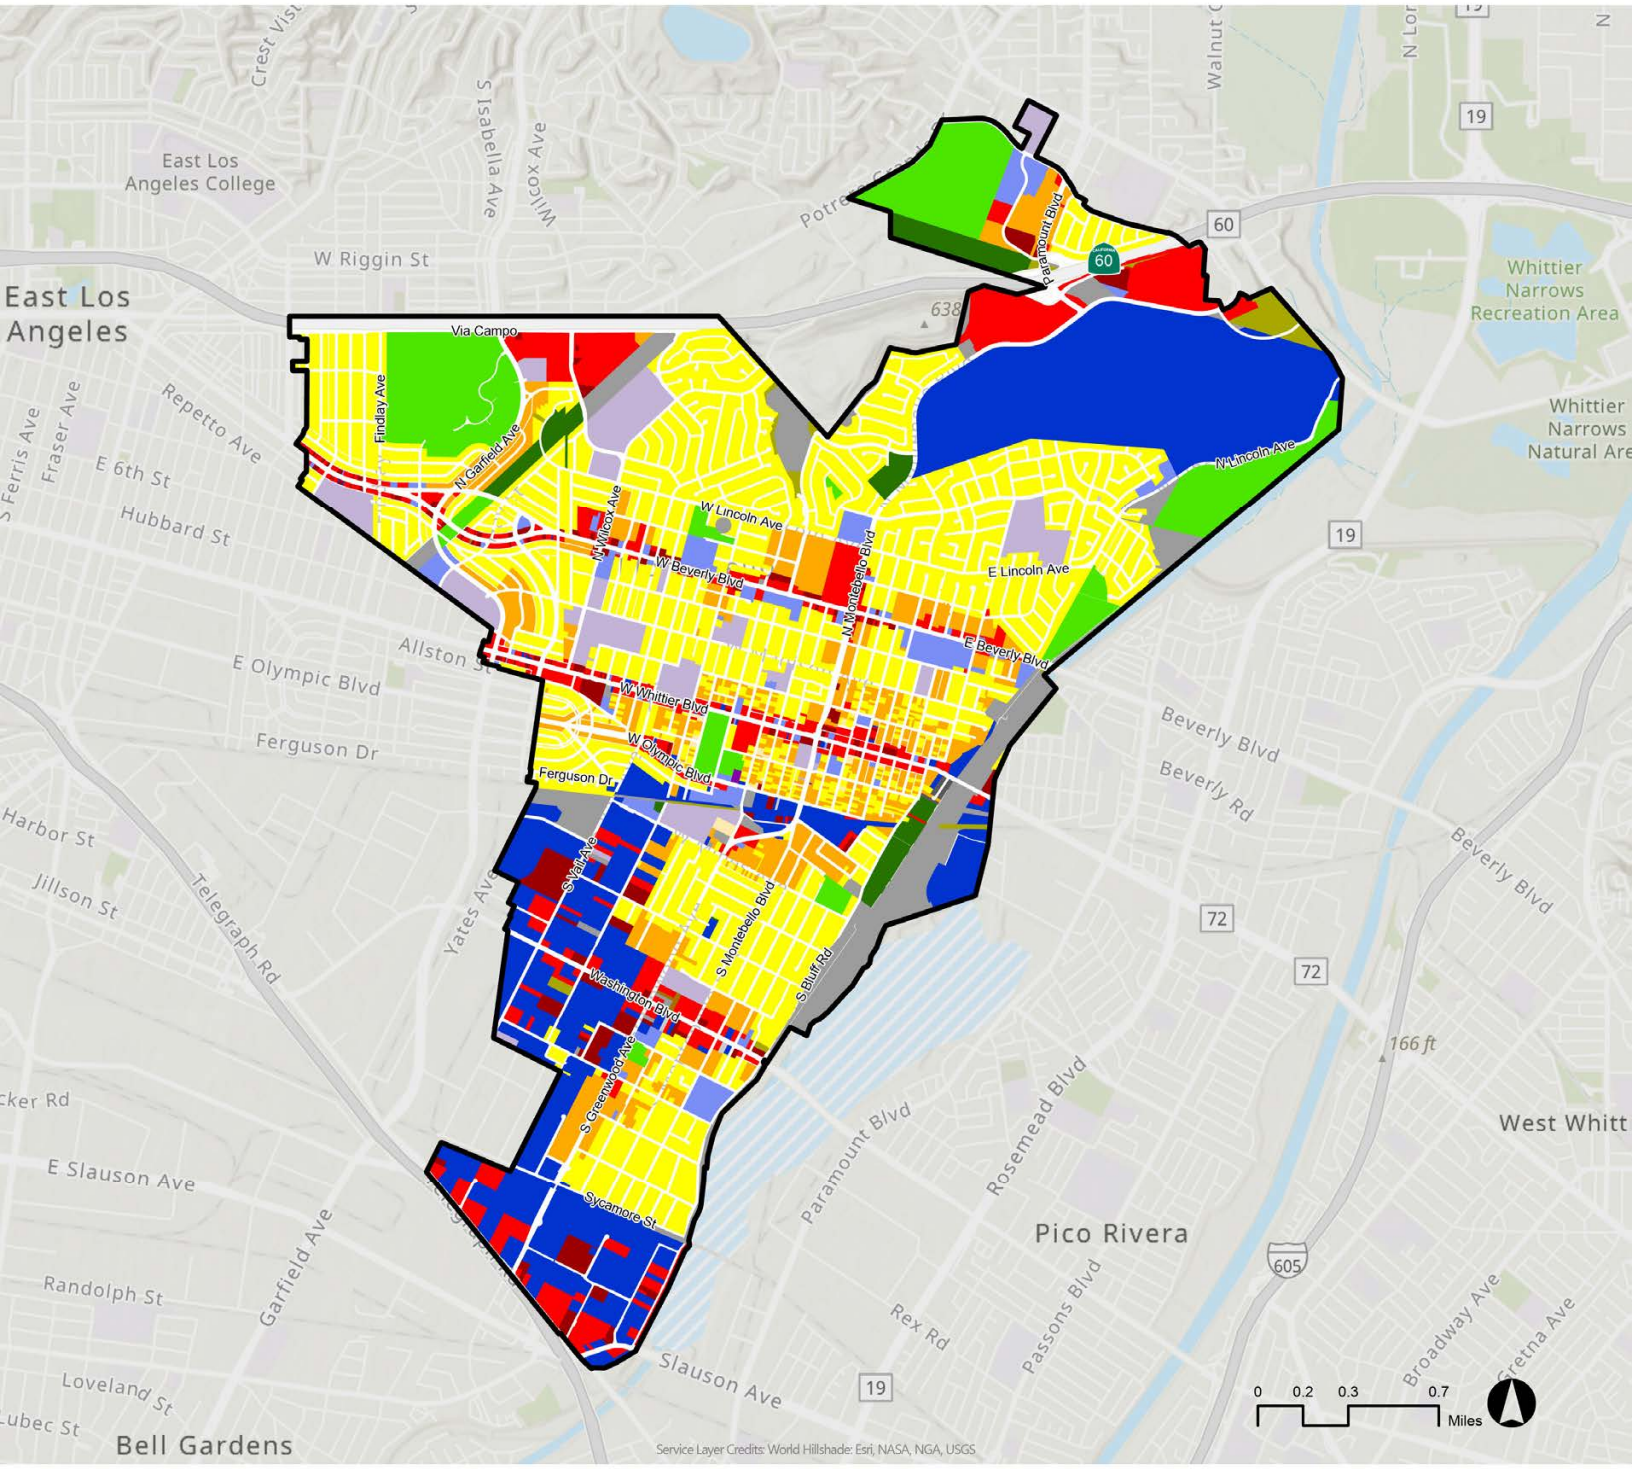 Crest Vis
S Isabella Ave
Wilcox Ave
Walnut
N Lor
19
N
19
East Los
Angeles College
W Riggin St
60
Paramount Blvd
CALIFORNIA
60
Whittier
Narrows
Recreation Area
East Los
Angeles
638
Via Campo
Findlay Ave
N Garfield Ave
Repetto Ave
S Ferris Ave
Fraser Ave
E 6th St
Hubbard St
Whittier
Narrows
Natural Are
N Lincoln Ave
W Lincoln Ave
N Wilcox Ave
W Beverly Blvd
N Montebello Blvd
E Lincoln Ave
19
E Beverly Blvd
Allston St
E Olympic Blvd
W Whittier Blvd
W Olympic Blvd
Ferguson Dr
Ferguson Dr
Beverly Blvd
Beverly Rd
Beverly Blvd
Harbor St
Jillson St
Telegraph Rd
Yates Ave
S Vail Ave
S Montebello Blvd
S Bluff Rd
72
72
Washington Blvd
S Greenwood Ave
166 ft
cker Rd
Paramount Blvd
Rosemead Blvd
West Whitt
E Slauson Ave
Sycamore St
Pico Rivera
605
Garfield Ave
Randolph St
Rex Rd
Passons Blvd
Broadway Ave
Gretna Ave
Slauson Ave
19
Loveland St
Lubec St
Bell Gardens
0 0.2 0.3 0.7
Miles
Service Layer Credits: World Hillshade: Esri, NASA, NGA, USGS